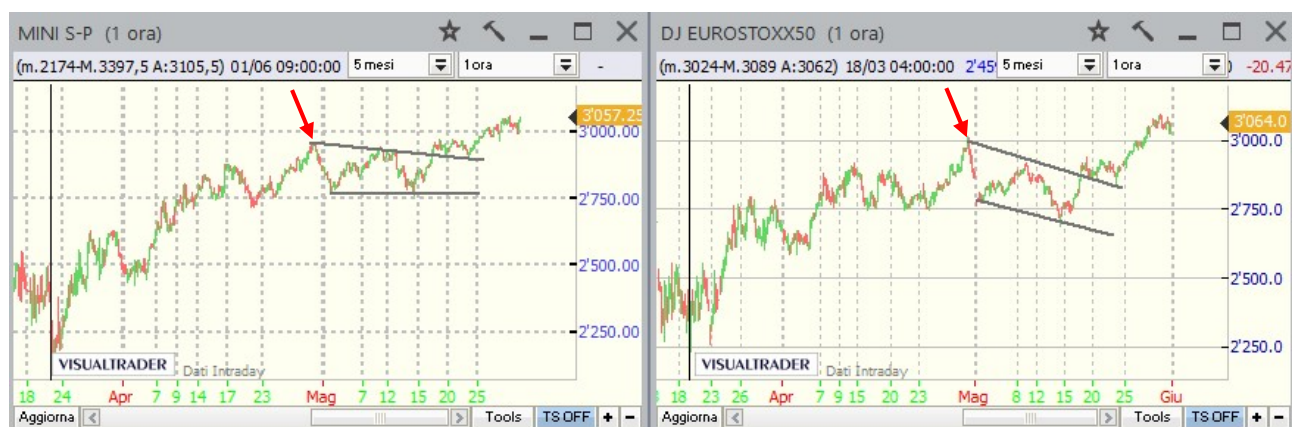 MINI S-P (1 ora)
(m.2174-M.3397,5 A:3105,5) 01/06 09:00:00 5 mesi 1 ora -
3'057.25
3'000.00
2'750.00
2'500.00
2'250.00
VISUALTRADER Dati Intraday
18 24 Apr 7 9 14 17 23 Mag 7 12 15 20 25
Aggiorna Tools TS OFF + -
DJ EUROSTOXX50 (1 ora)
(m.3024-M.3089 A:3062) 18/03 04:00:00 2'45 5 mesi 1 ora ) -20.47
3'064.0
3'000.0
2'750.0
2'500.0
2'250.0
VISUALTRADER Dati Intraday
18 23 26 Apr 7 9 15 20 23 Mag 8 12 15 20 25 Giu
Aggiorna Tools TS OFF + -